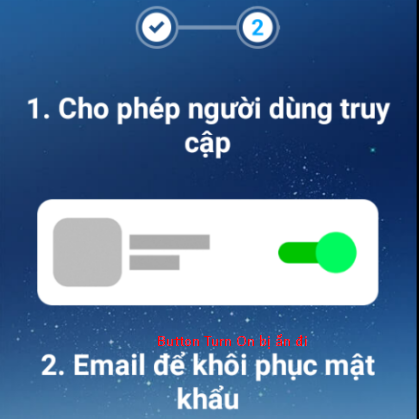 2
1. Cho phép người dùng truy
cập
Button Turn On bị ẩn đi
2. Email để khôi phục mật
khẩu